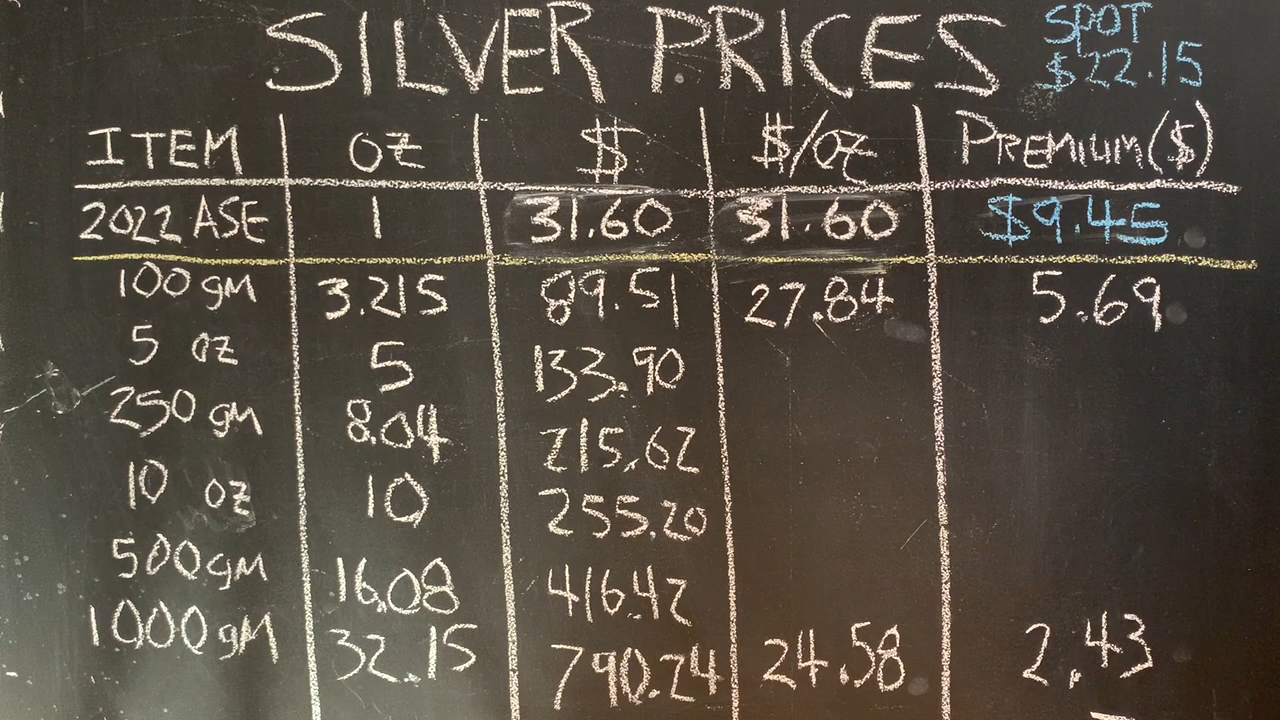 SILVER PRICES
SPOT
$22.15
ITEM OZ $ $/OZ PREMIUM($)
2022 ASE 1 31.60 31.60 $9.45
100 gm 3.215 89.51 27.84 5.69
5 oz 5 133.90
250 gm 8.04 215.62
10 oz 10 255.20
500 gm 16.08 416.42
1000 gm 32.15 790.24 24.58 2.43